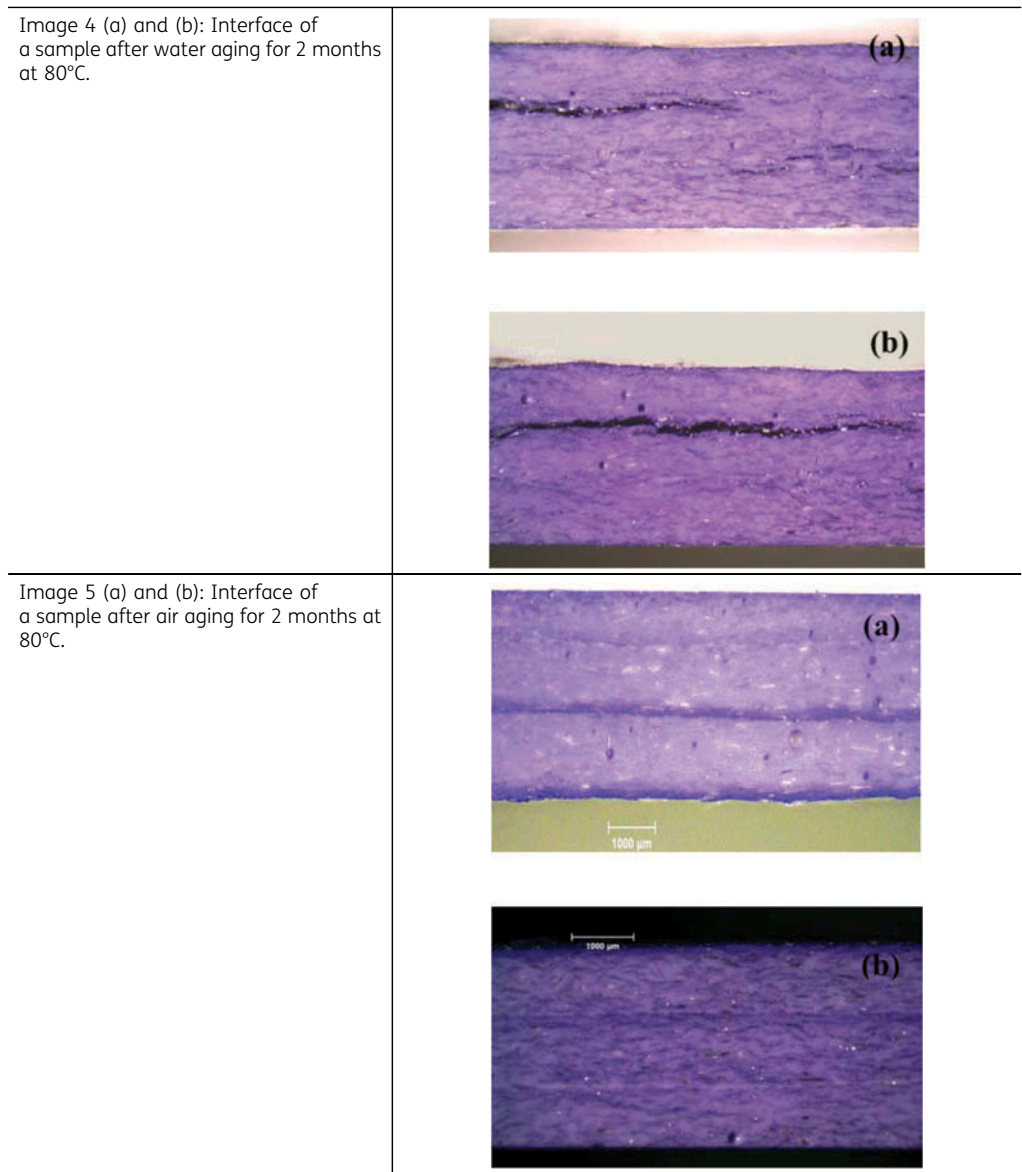 Image 4 (a) and (b): Interface of
a sample after water aging for 2 months
at 80°C.
(a)
(b)
Image 5 (a) and (b): Interface of
a sample after air aging for 2 months at
80°C.
(a)
1000 µm
1000 µm
(b)